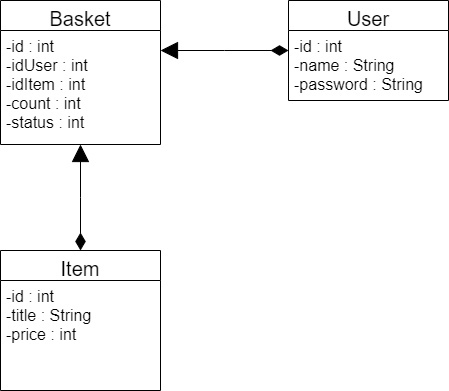 Basket
-id : int
-idUser : int
-idItem : int
-count : int
-status : int
User
-id : int
-name : String
-password : String
Item
-id : int
-title : String
-price : int